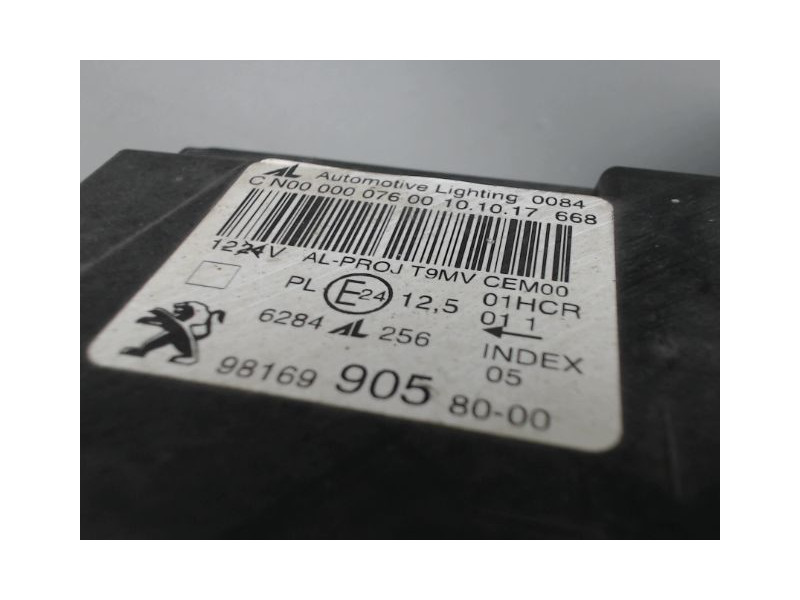 AL Automotive Lighting 0084
C N00 000 076 00 10.10.17 668
1224V AL-PROJ T9MV CEM00
PL E24 12,5 01HCR
01 1
6284 AL 256
INDEX
05
98169 905 80-00